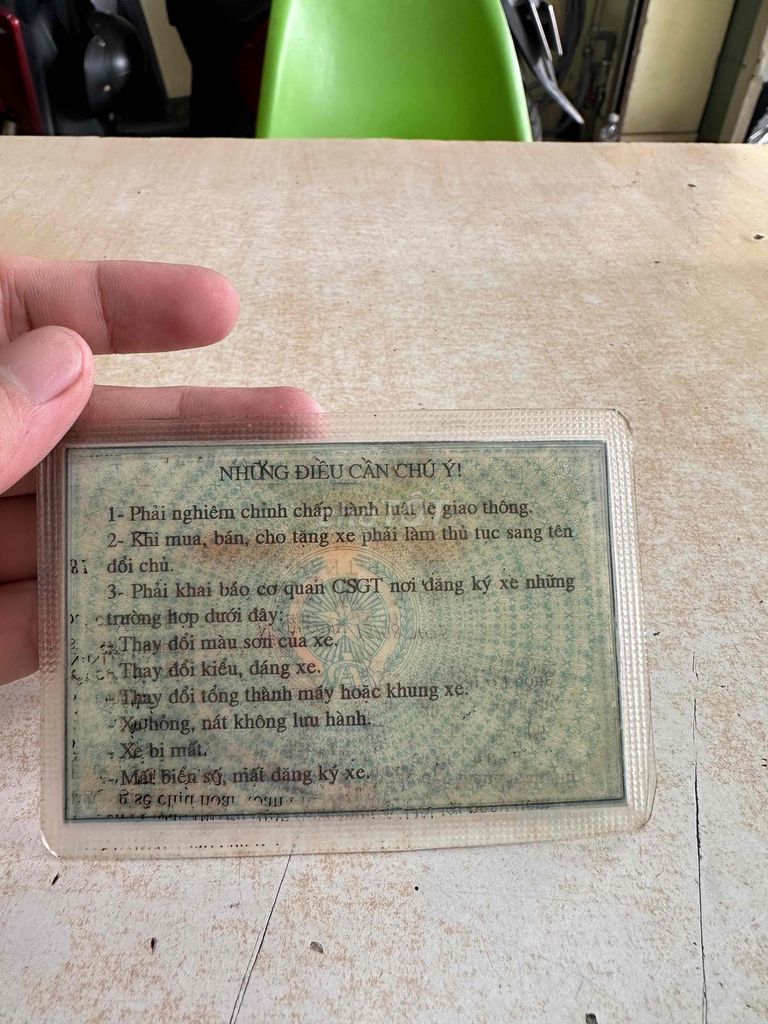 NHỮNG ĐIỀU CẦN CHÚ Ý!
1- Phải nghiêm chỉnh chấp hành luật lệ giao thông.
2- Khi mua, bán, cho tặng xe phải làm thủ tục sang tên
đổi chủ.
3- Phải khai báo cơ quan CSGT nơi đăng ký xe những
trường hợp dưới đây:
- Thay đổi màu sơn của xe.
- Thay đổi kiểu, dáng xe.
- Thay đổi tổng thành máy hoặc khung xe.
- Xe hỏng, nát không lưu hành.
- Xe bị mất.
- Mất biển số, mất đăng ký xe.